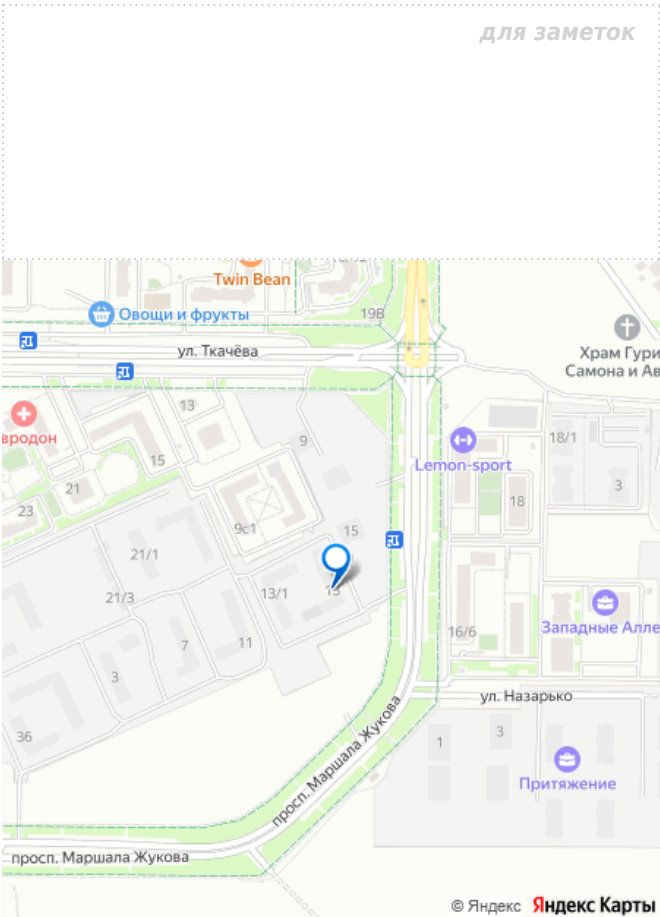 для заметок
Twin Bean
Овощи и фрукты
19В
ул. Ткачёва
Храм Гури
Самона и Ав
13
вродон
9
18/1
Lemon-sport
15
21
3
23
18
9с1
15
21/1
13/1
13
21/3
16/6
Западные Алле
11
7
3
ул. Назарько
36
1
3
просп. Маршала Жукова
Притяжение
просп. Маршала Жукова
© Яндекс Яндекс Карты